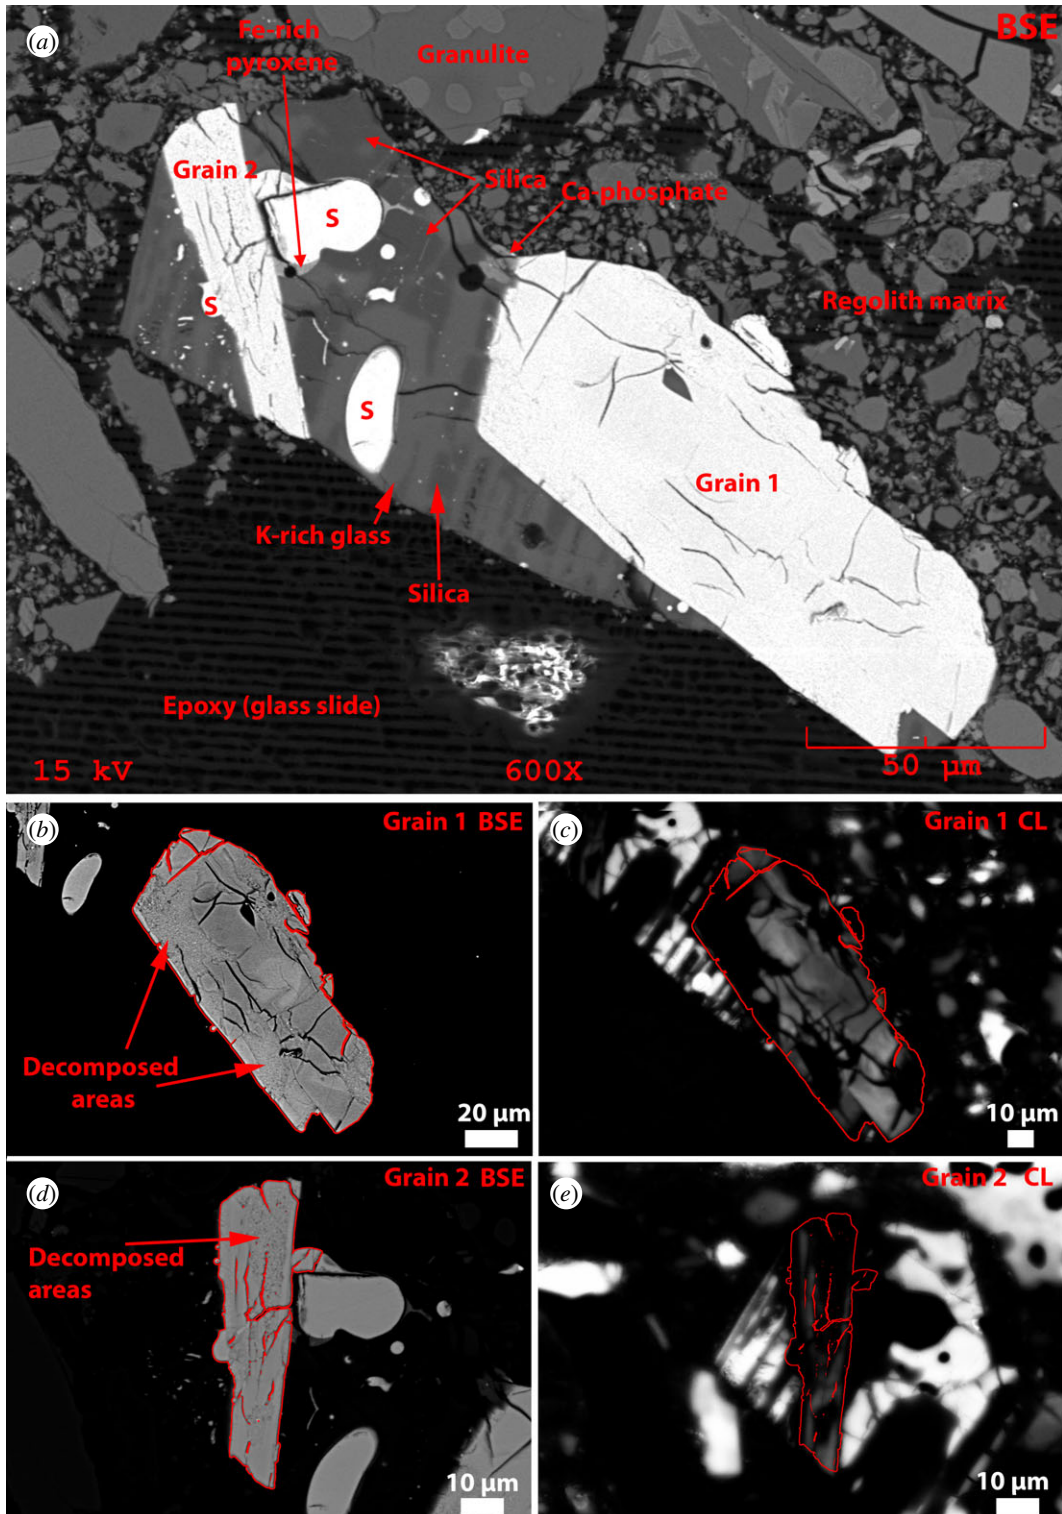 (a)
BSE
Fe-rich
pyroxene
Granulite
Grain 2
Silica
Ca-phosphate
S
S
Regolith matrix
S
Grain 1
K-rich glass
Silica
Epoxy (glass slide)
15 kV
600X
50 µm
(b)
Grain 1 BSE
Decomposed
areas
20 µm
(c)
Grain 1 CL
10 µm
(d)
Grain 2 BSE
Decomposed
areas
10 µm
(e)
Grain 2 CL
10 µm